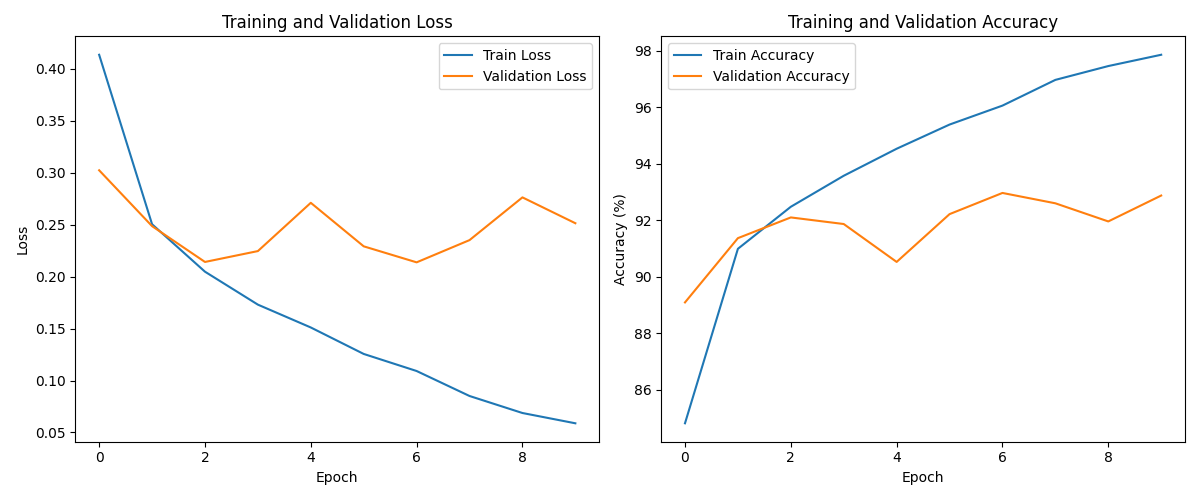 Training and Validation Loss
Train Loss
Validation Loss
0.40
0.35
0.30
0.25
0.20
0.15
0.10
0.05
Loss
0
2
4
6
8
Epoch
Training and Validation Accuracy
Train Accuracy
Validation Accuracy
98
96
94
92
90
88
86
Accuracy (%)
0
2
4
6
8
Epoch